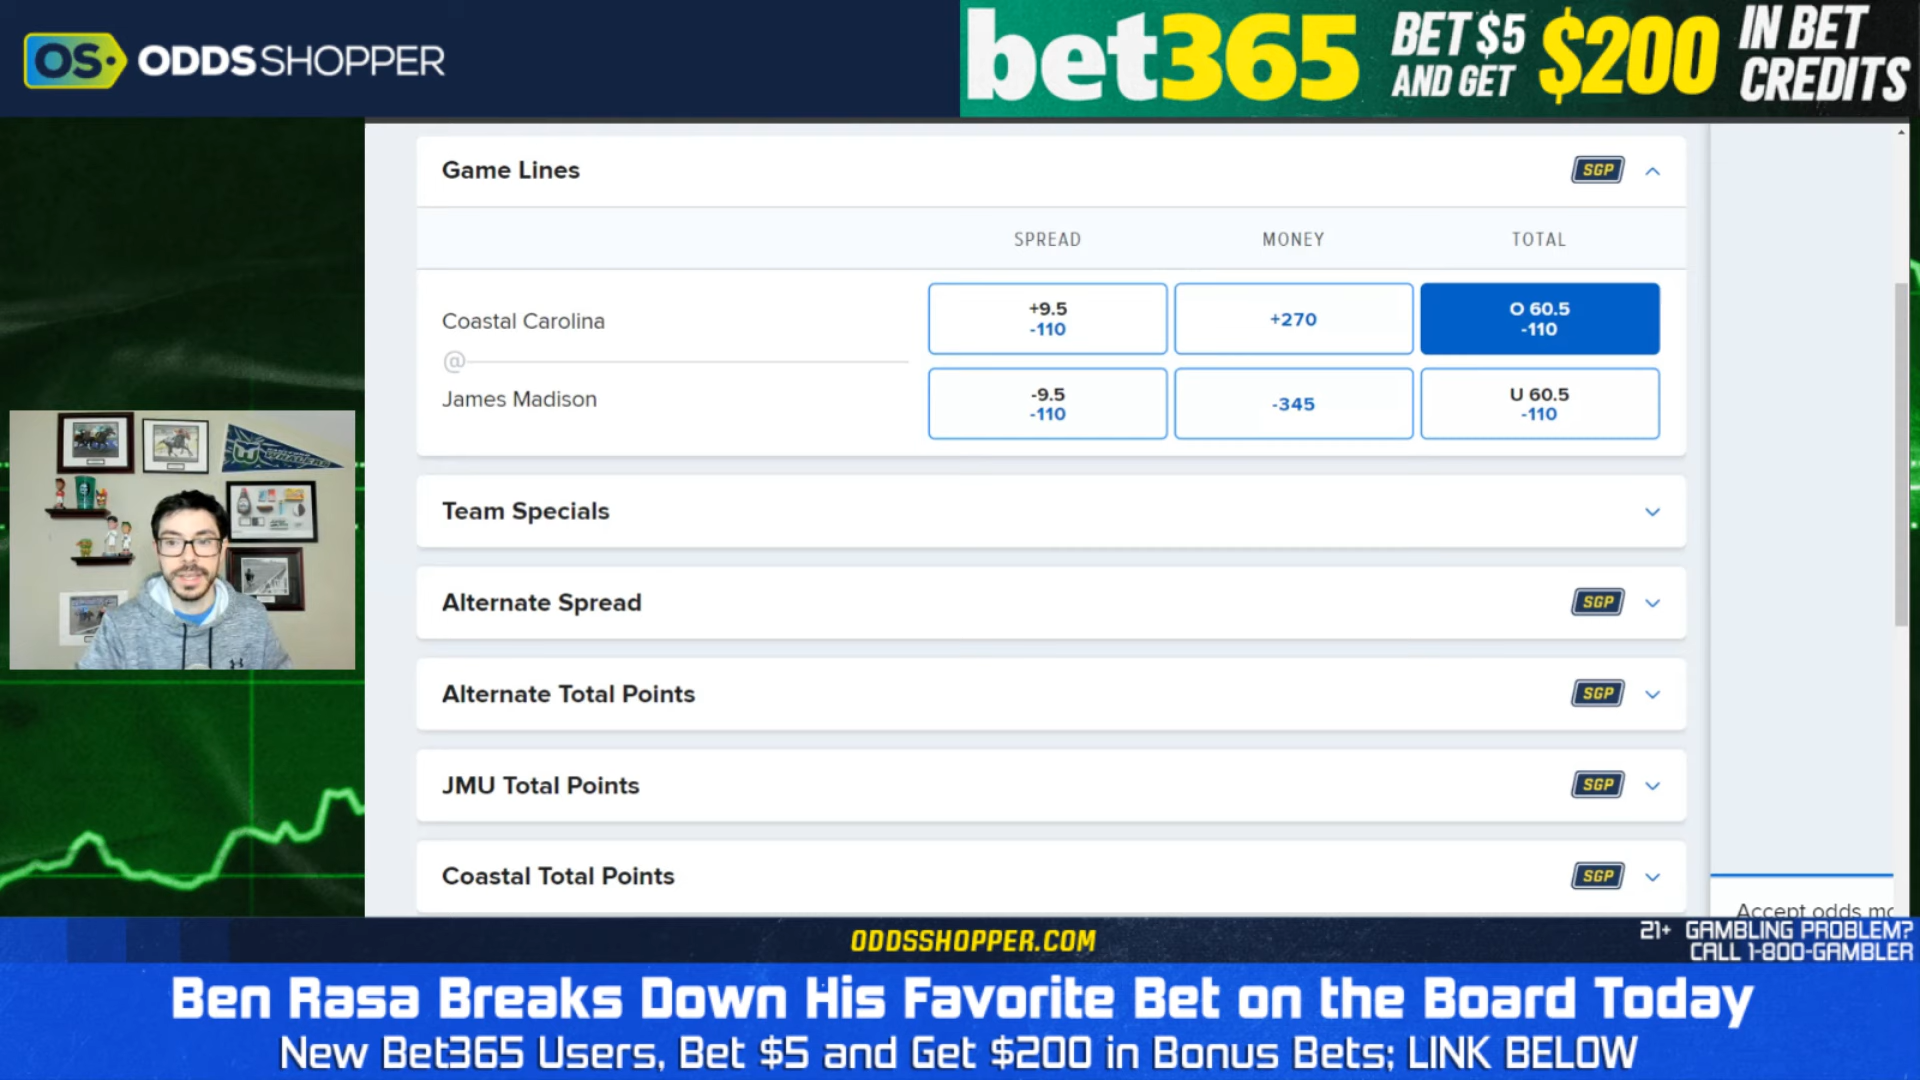 OS ODDSSHOPPER
bet365
BET $5
AND GET
$200
IN BET
CREDITS
Game Lines
SGP
SPREAD MONEY TOTAL
Coastal Carolina
+9.5
-110
+270
O 60.5
-110
@
James Madison
-9.5
-110
-345
U 60.5
-110
Team Specials
Alternate Spread
SGP
Alternate Total Points
SGP
JMU Total Points
SGP
Coastal Total Points
SGP
Accept odds mo
WHALERS
ODDSSHOPPER.COM
21+ GAMBLING PROBLEM?
CALL 1-800-GAMBLER
Ben Rasa Breaks Down His Favorite Bet on the Board Today
New Bet365 Users, Bet $5 and Get $200 in Bonus Bets; LINK BELOW